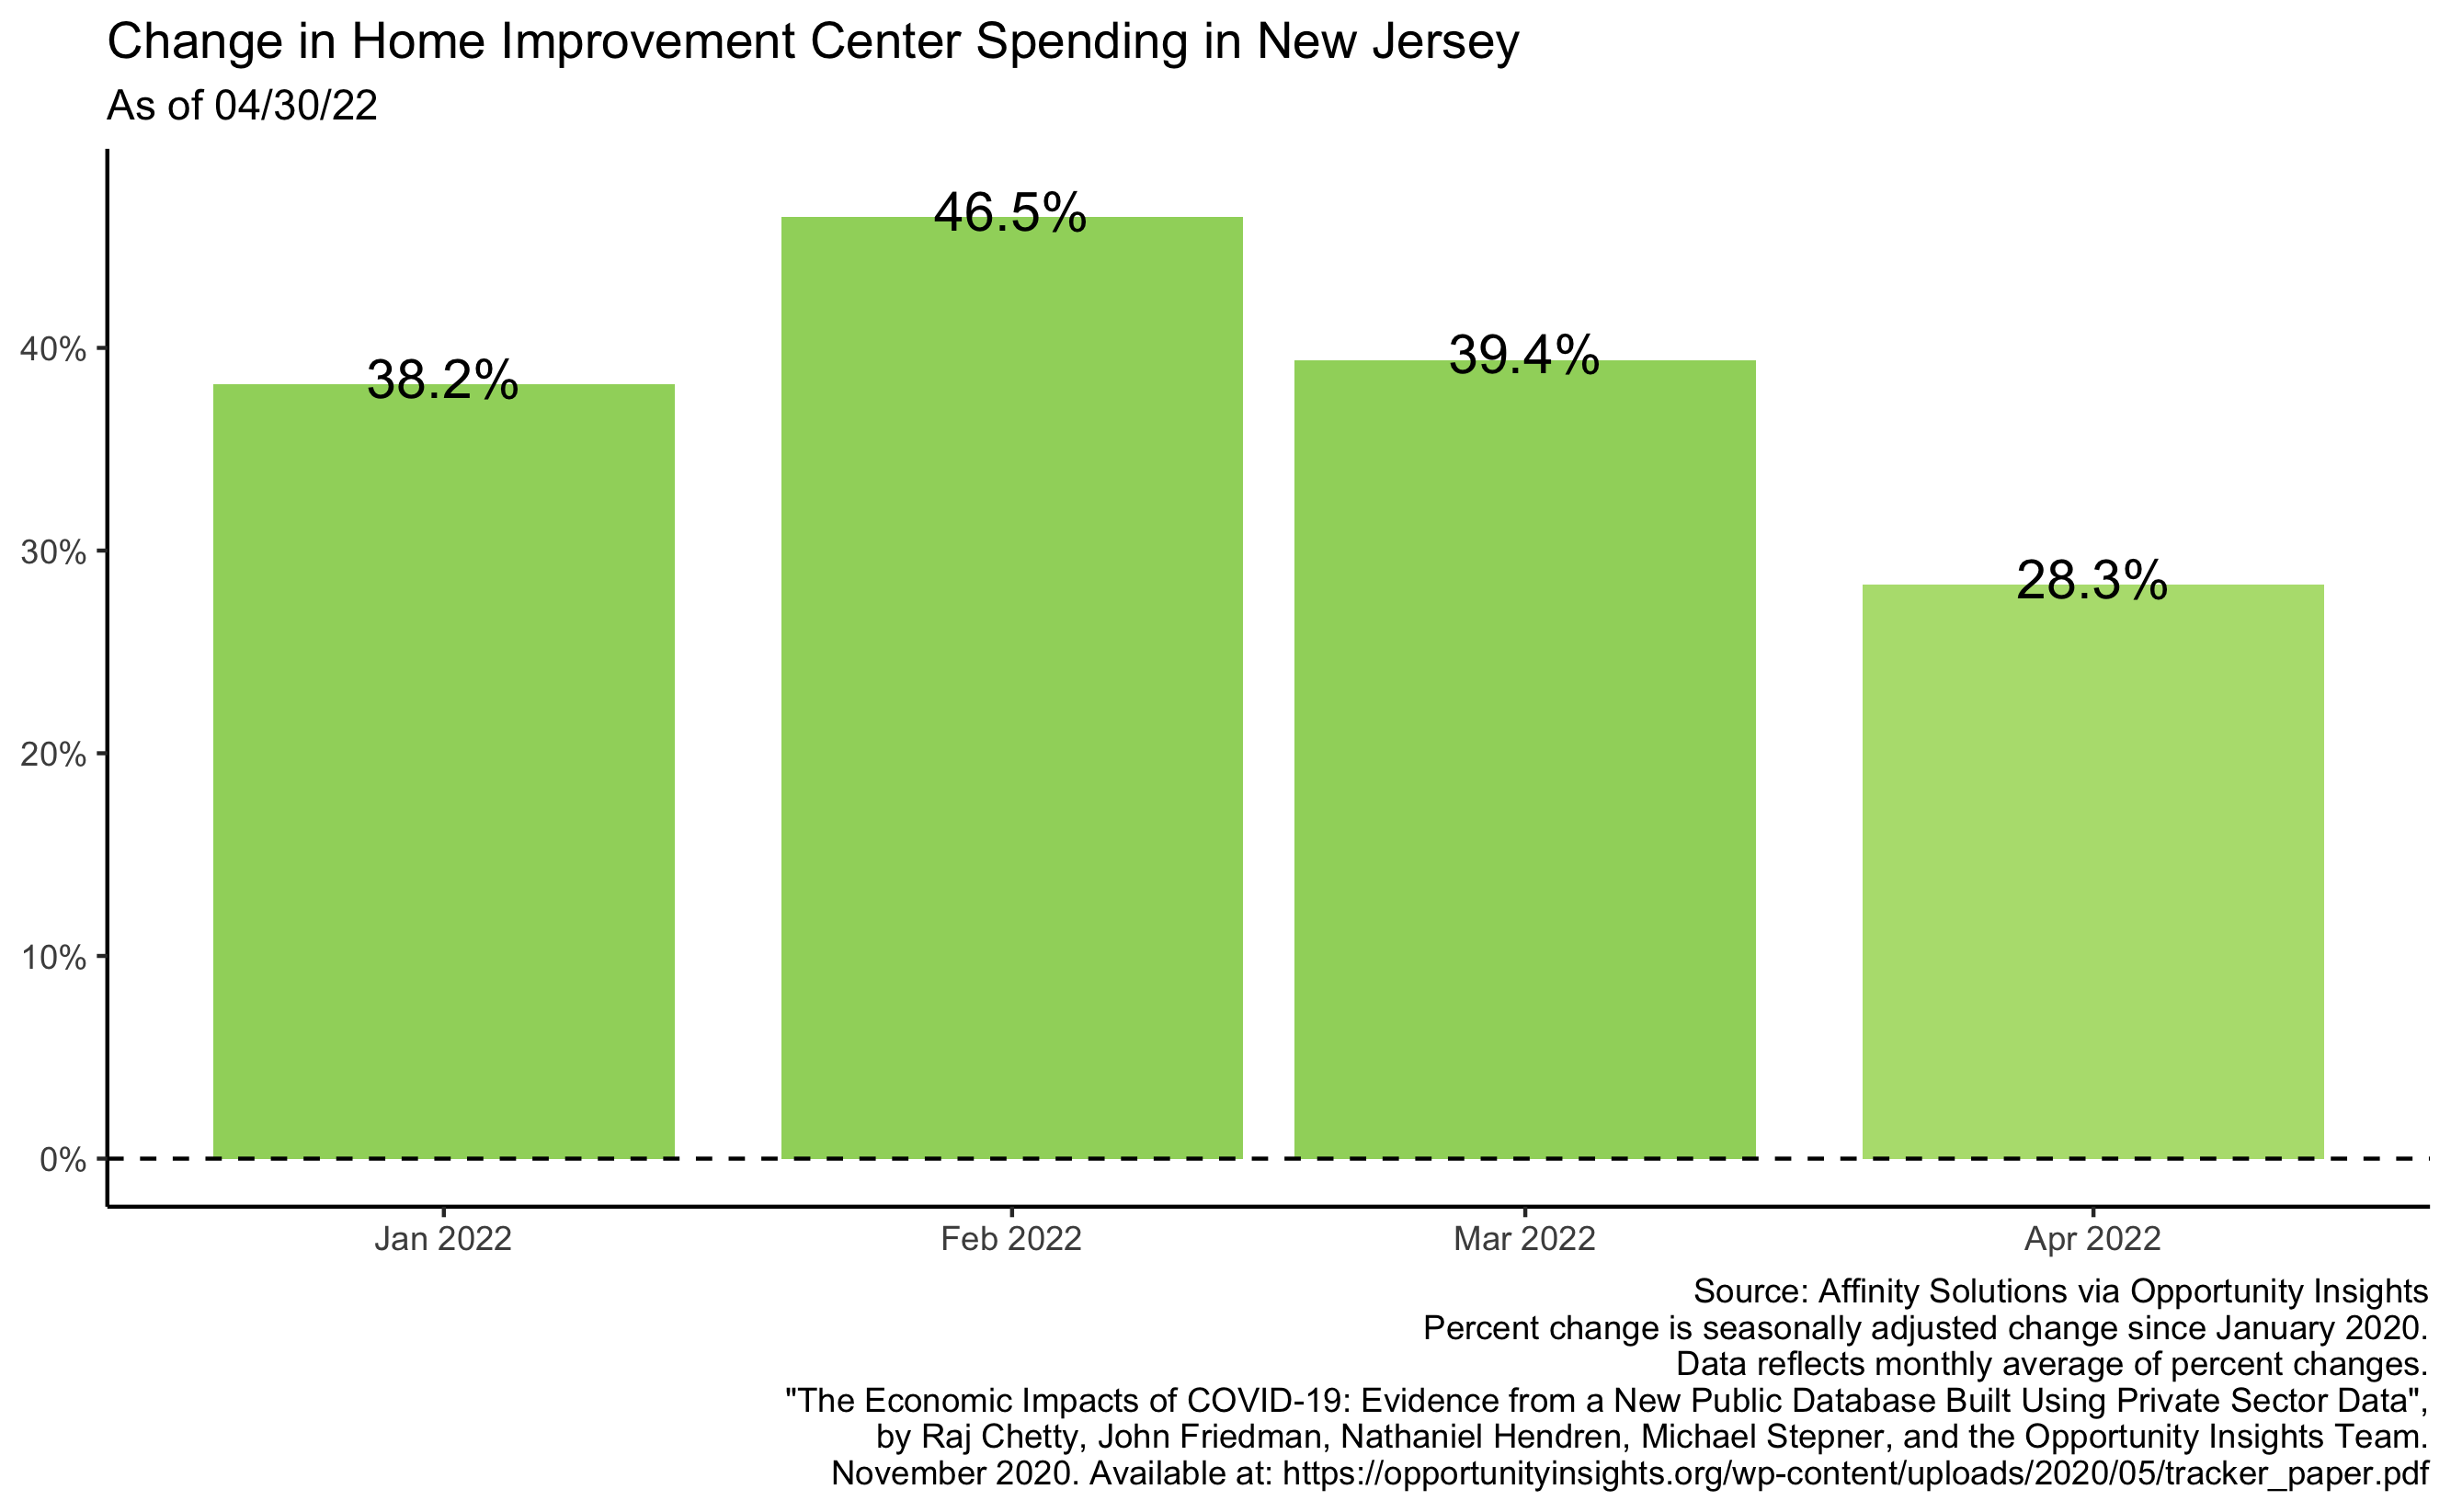 Change in Home Improvement Center Spending in New Jersey
As of 04/30/22
46.5%
38.2%
39.4%
28.3%
40%
30%
20%
10%
0%
Jan 2022
Feb 2022
Mar 2022
Apr 2022
Source: Affinity Solutions via Opportunity Insights
Percent change is seasonally adjusted change since January 2020.
Data reflects monthly average of percent changes.
"The Economic Impacts of COVID-19: Evidence from a New Public Database Built Using Private Sector Data",
by Raj Chetty, John Friedman, Nathaniel Hendren, Michael Stepner, and the Opportunity Insights Team.
November 2020. Available at: https://opportunityinsights.org/wp-content/uploads/2020/05/tracker_paper.pdf